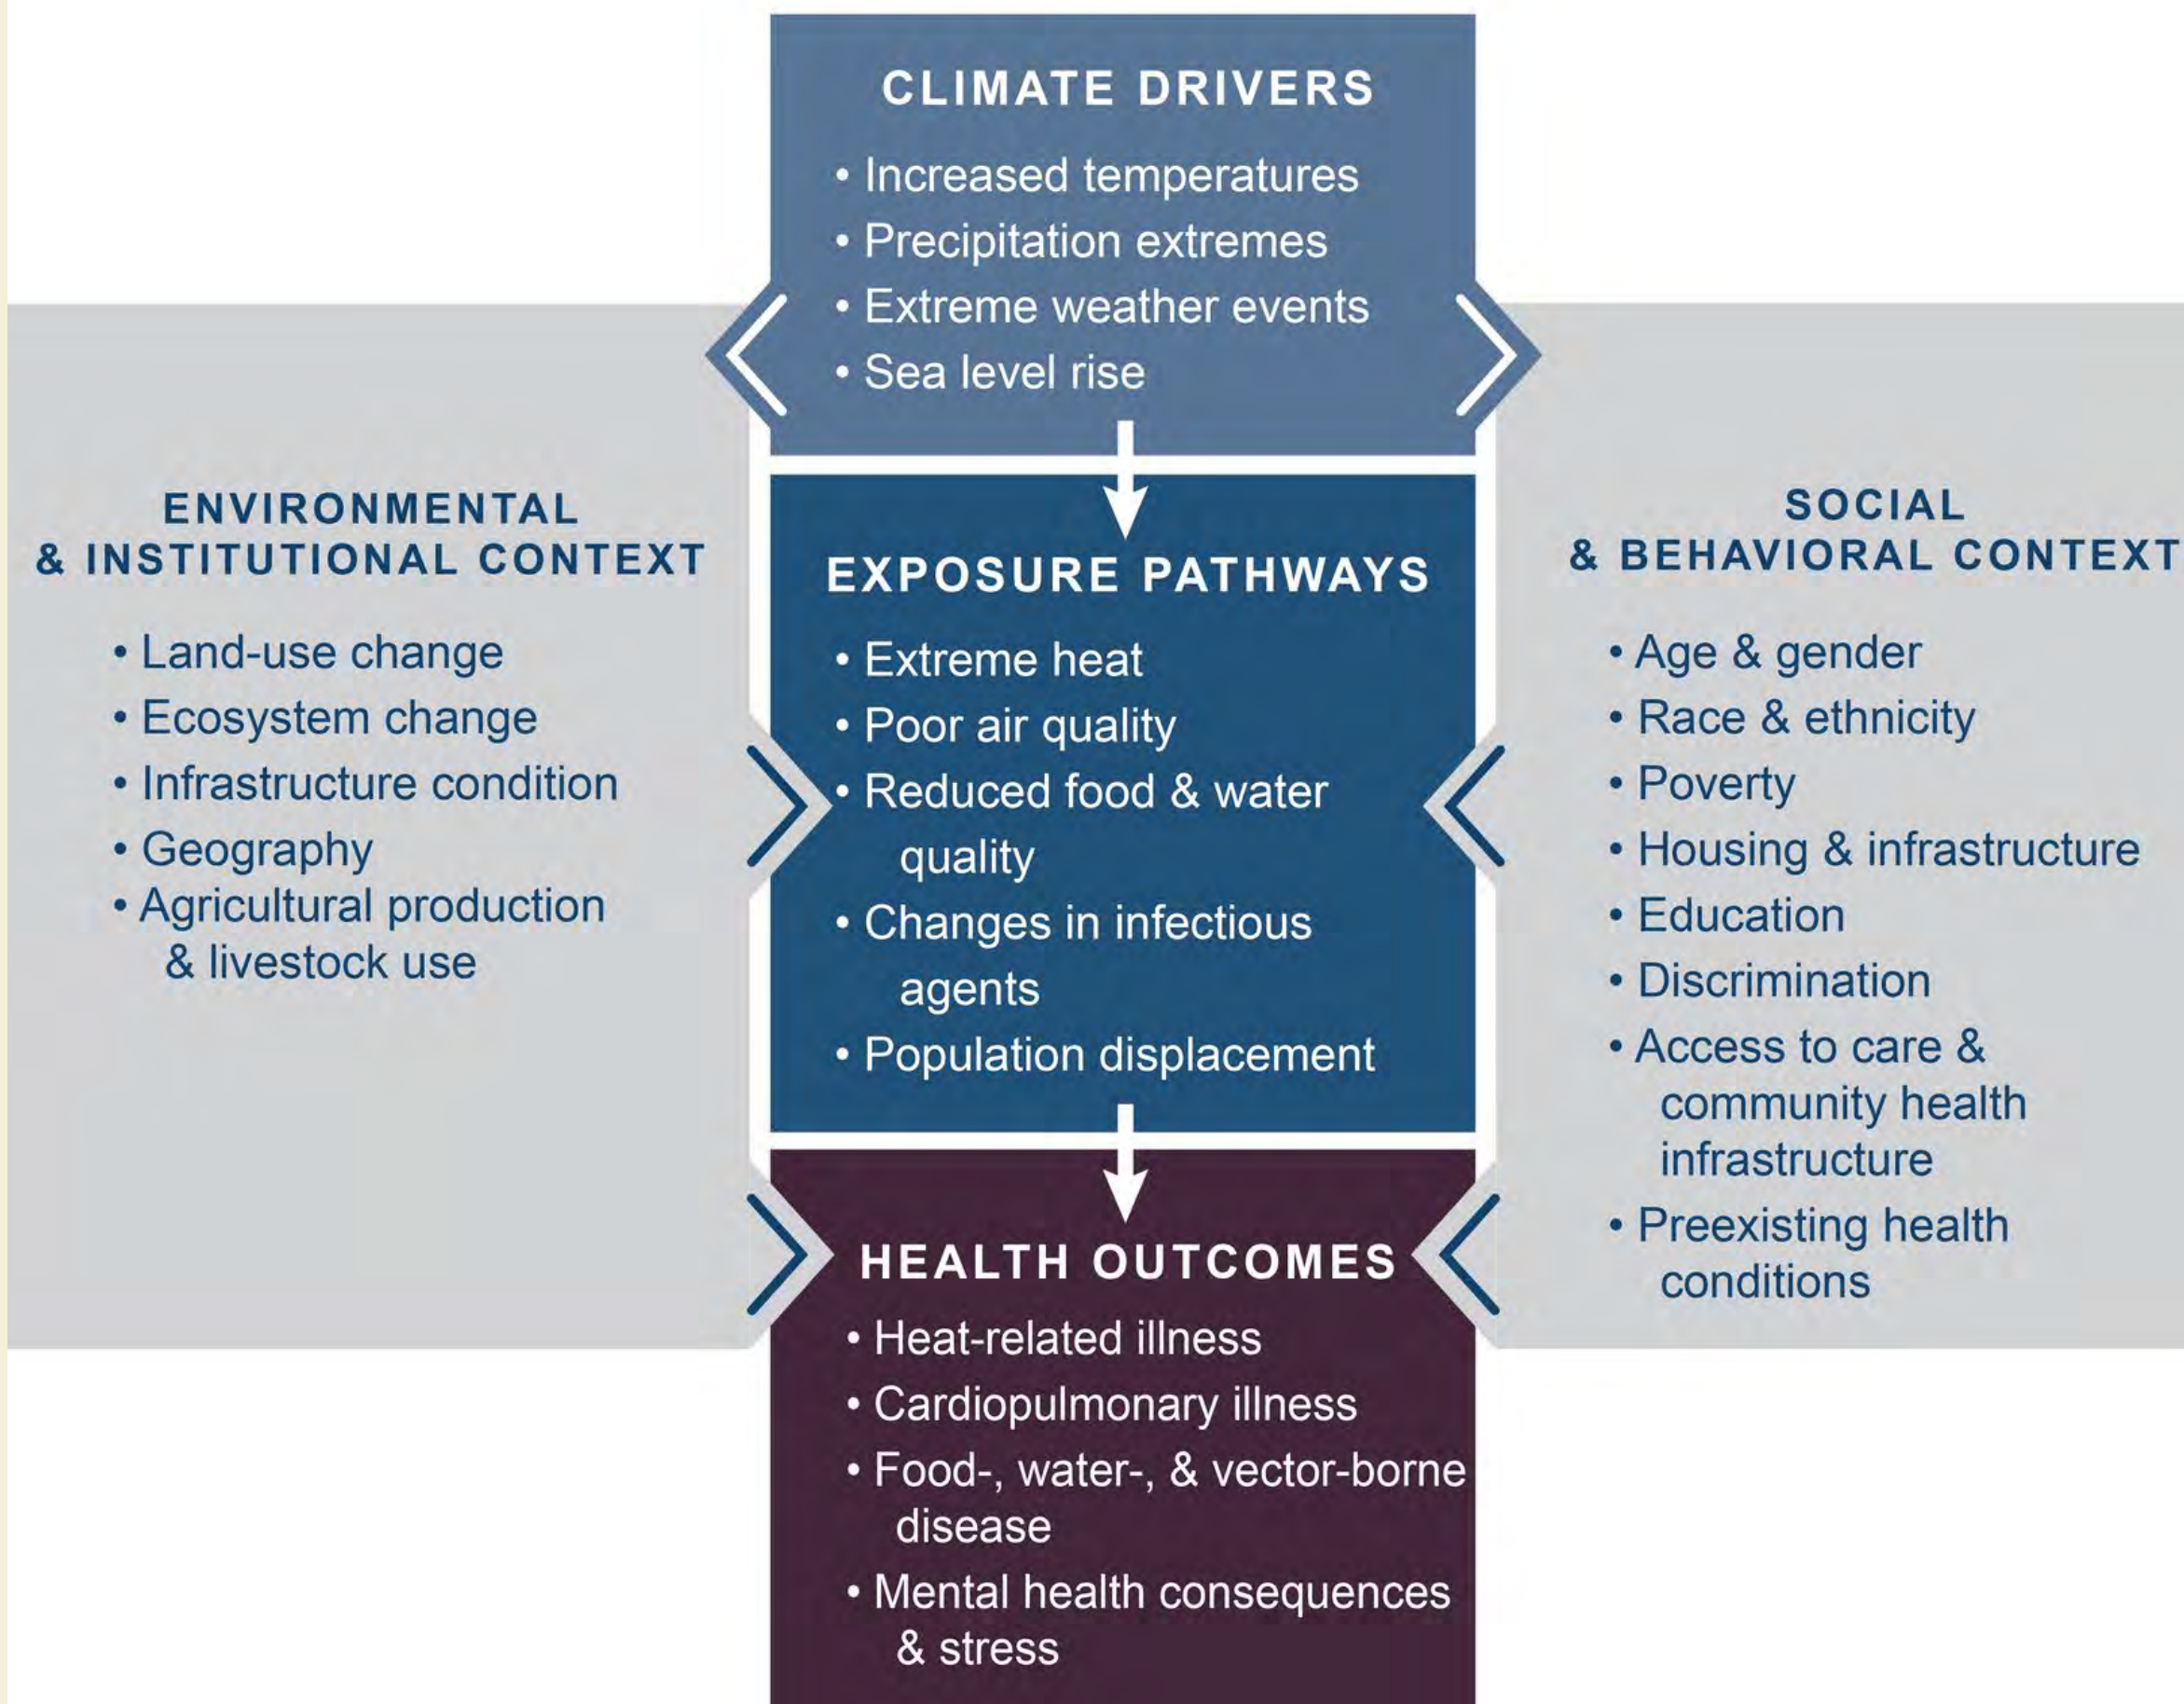 CLIMATE DRIVERS
• Increased temperatures
• Precipitation extremes
• Extreme weather events
• Sea level rise
ENVIRONMENTAL
& INSTITUTIONAL CONTEXT
• Land-use change
• Ecosystem change
• Infrastructure condition
• Geography
• Agricultural production
& livestock use
EXPOSURE PATHWAYS
• Extreme heat
• Poor air quality
• Reduced food & water
quality
• Changes in infectious
agents
• Population displacement
SOCIAL
& BEHAVIORAL CONTEXT
• Age & gender
• Race & ethnicity
• Poverty
• Housing & infrastructure
• Education
• Discrimination
• Access to care &
community health
infrastructure
• Preexisting health
conditions
HEALTH OUTCOMES
• Heat-related illness
• Cardiopulmonary illness
• Food-, water-, & vector-borne
disease
• Mental health consequences
& stress